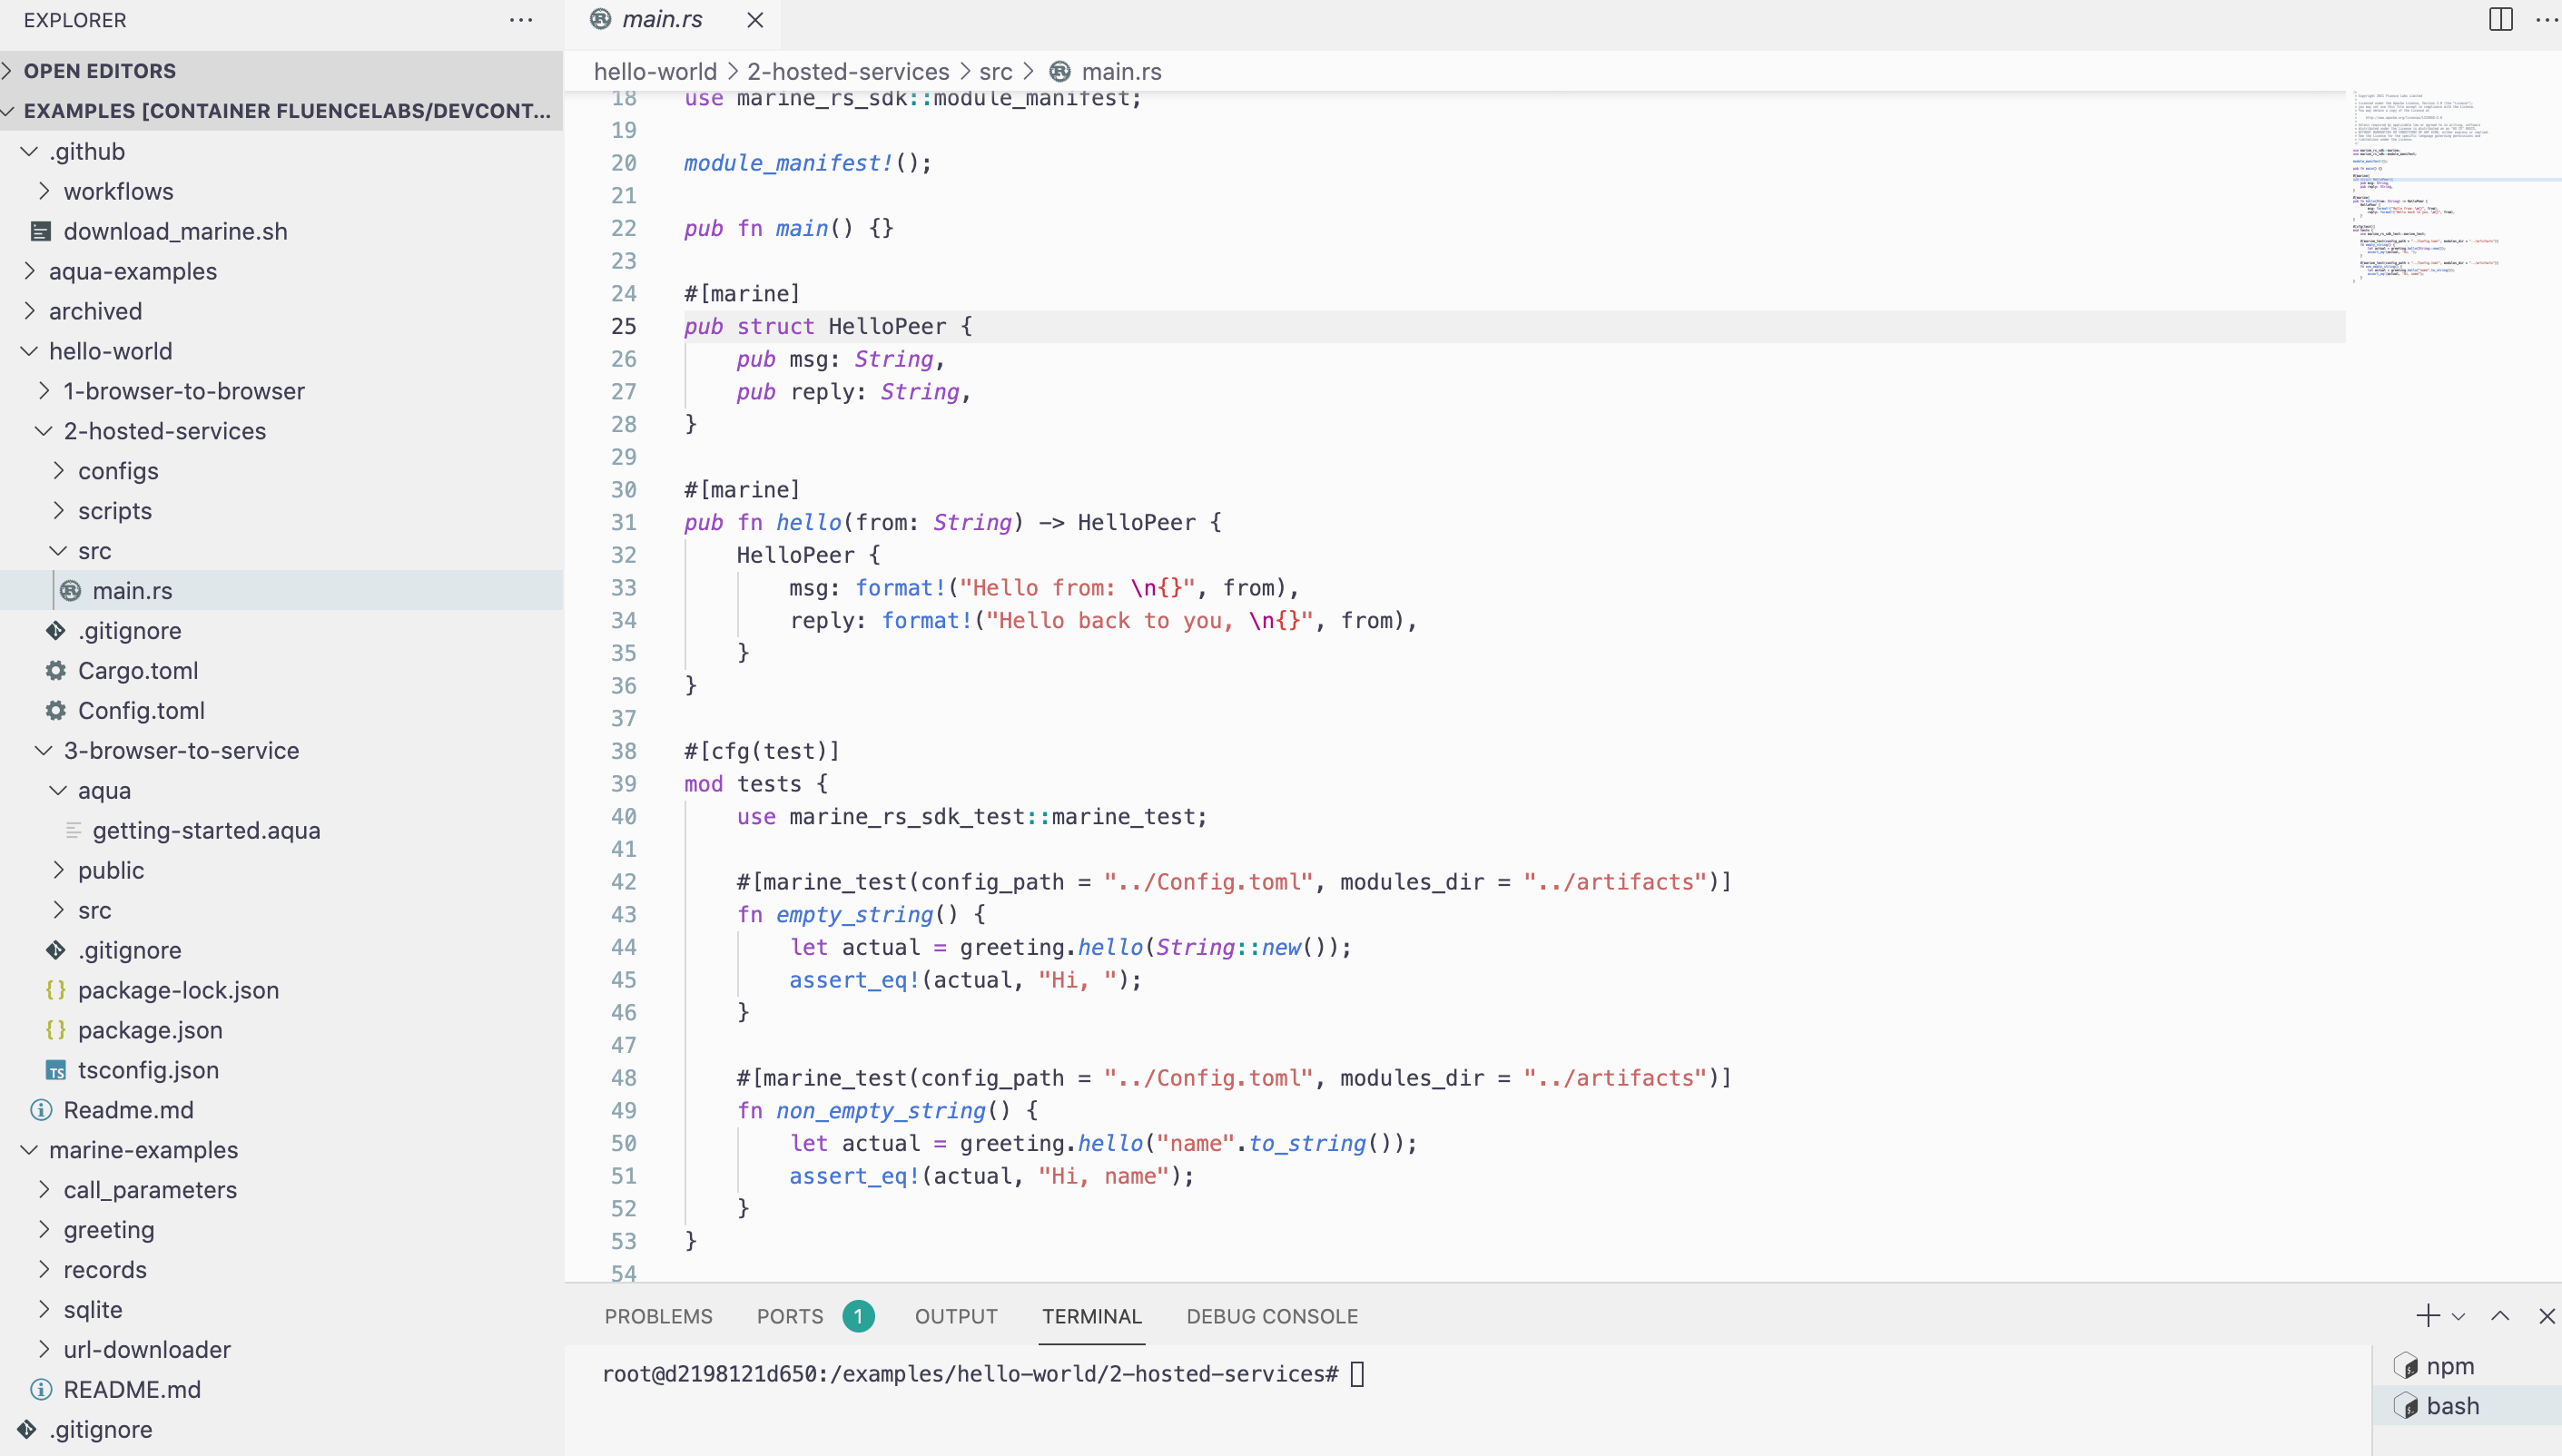 EXPLORER
OPEN EDITORS
EXAMPLES [CONTAINER FLUENCELABS/DEVCONT...
.github
workflows
download_marine.sh
aqua-examples
archived
hello-world
1-browser-to-browser
2-hosted-services
configs
scripts
src
main.rs
.gitignore
Cargo.toml
Config.toml
3-browser-to-service
aqua
getting-started.aqua
public
src
.gitignore
package-lock.json
package.json
tsconfig.json
Readme.md
marine-examples
call_parameters
greeting
records
sqlite
url-downloader
README.md
.gitignore
main.rs
hello-world > 2-hosted-services > src > main.rs
18 use marine_rs_sdk::module_manifest;
19
20 module_manifest!();
21
22 pub fn main() {}
23
24 #[marine]
25 pub struct HelloPeer {
26     pub msg: String,
27     pub reply: String,
28 }
29
30 #[marine]
31 pub fn hello(from: String) -> HelloPeer {
32     HelloPeer {
33         msg: format!("Hello from: \n{}", from),
34         reply: format!("Hello back to you, \n{}", from),
35     }
36 }
37
38 #[cfg(test)]
39 mod tests {
40     use marine_rs_sdk_test::marine_test;
41
42     #[marine_test(config_path = "../Config.toml", modules_dir = "../artifacts")]
43     fn empty_string() {
44         let actual = greeting.hello(String::new());
45         assert_eq!(actual, "Hi, ");
46     }
47
48     #[marine_test(config_path = "../Config.toml", modules_dir = "../artifacts")]
49     fn non_empty_string() {
50         let actual = greeting.hello("name".to_string());
51         assert_eq!(actual, "Hi, name");
52     }
53 }
54
PROBLEMS PORTS 1 OUTPUT TERMINAL DEBUG CONSOLE
root@d2198121d650:/examples/hello-world/2-hosted-services#
npm
bash